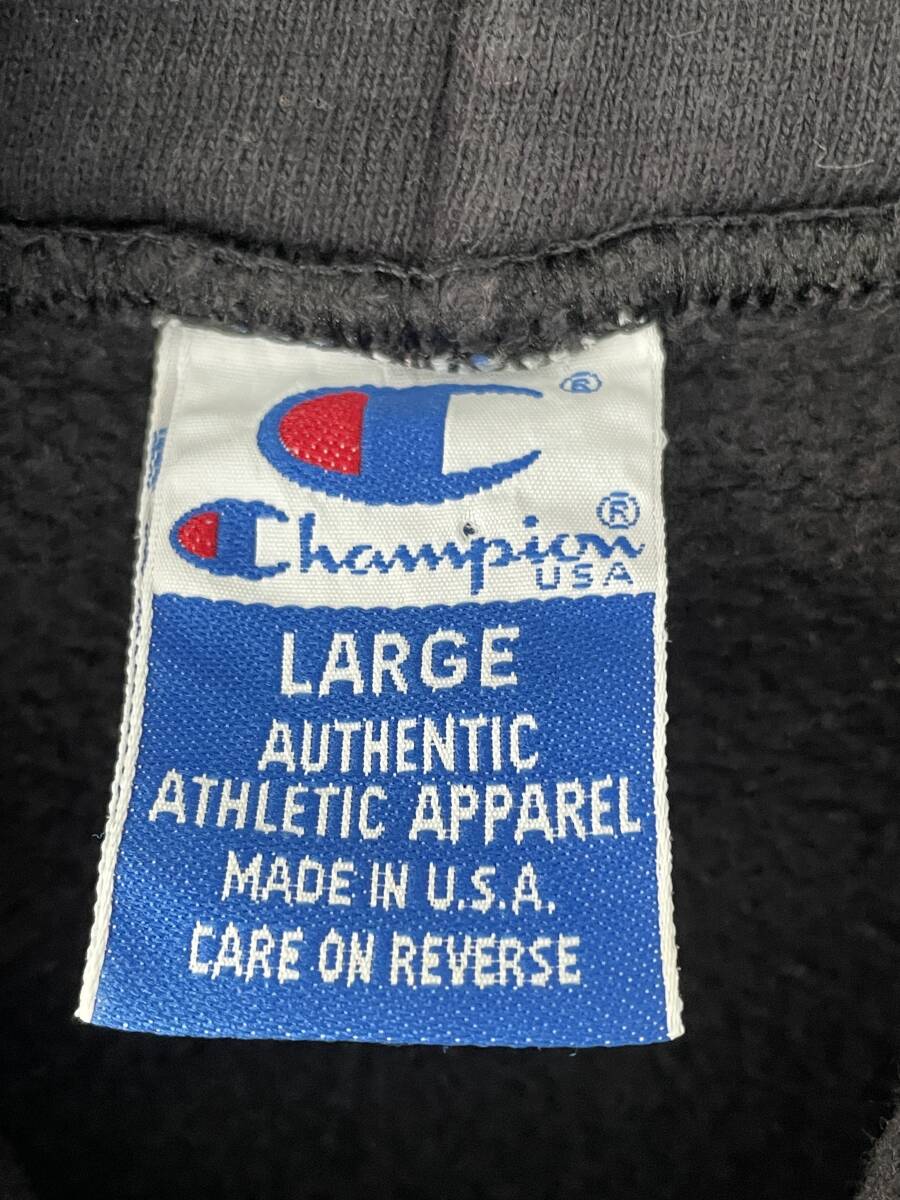 ®
Champion®
USA
LARGE
AUTHENTIC
ATHLETIC APPAREL
MADE IN U.S.A.
CARE ON REVERSE